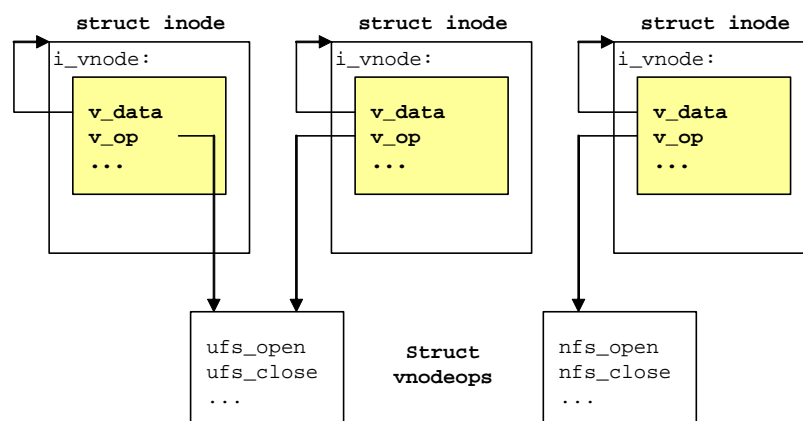 struct inode
i_vnode:
v_data
v_op
...
struct inode
i_vnode:
v_data
v_op
...
struct inode
i_vnode:
v_data
v_op
...
ufs_open
ufs_close
...
Struct
vnodeops
nfs_open
nfs_close
...